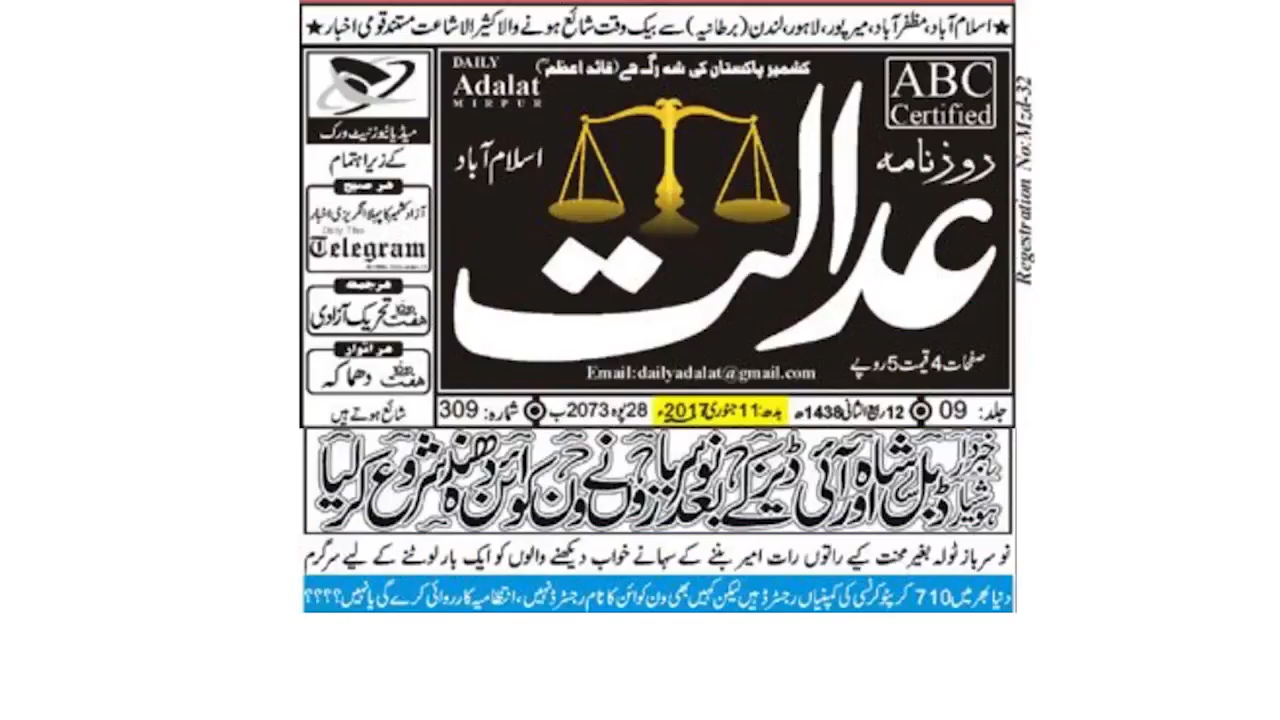 ★اسلام آباد، مظفرآباد، میرپور، لاہور، لندن (برطانیہ) سے بیک وقت شائع ہونے والا کثیر الاشاعت مستند قومی اخبار★
کشمیر پاکستان کی شہ رگ ہے (قائد اعظم)
DAILY
Adalat
MIRPUR
ABC
Certified
Regestration No:Mzd-32
روزنامہ
عدالت
اسلام آباد
صفحات 4 قیمت 5 روپے
Email:dailyadalat@gmail.com
میڈیا نیوز نیٹ ورک
کے زیر اہتمام
ہر صبح
آزاد کشمیر کا پہلا انگریزی اخبار
Daily The
Telegram
ہر جمعہ
ہفت روزہ تحریک آزادی
ہر اتوار
ہفت روزہ دھماکہ
شائع ہوتے ہیں
جلد: 09 12 ربیع الثانی 1438ھ بدھ 11 جنوری 2017ء 28 پوہ 2073 ب شمارہ: 309
خبردار ہوشیار ڈبل شاہ اور آئی ڈیز کے بعد نوسربازوں نے ون کوائن دھندہ شروع کرلیا
نوسرباز ٹولہ بغیر محنت کیے راتوں رات امیر بننے کے سہانے خواب دیکھنے والوں کو ایک بار لوٹنے کے لیے سرگرم
دنیا بھر میں 710 کرپٹو کرنسی کی کمپنیاں رجسٹرڈ ہیں لیکن کہیں بھی ون کوائن کا نام رجسٹرڈ نہیں، انتظامیہ کارروائی کرے گی یا نہیں؟؟؟؟